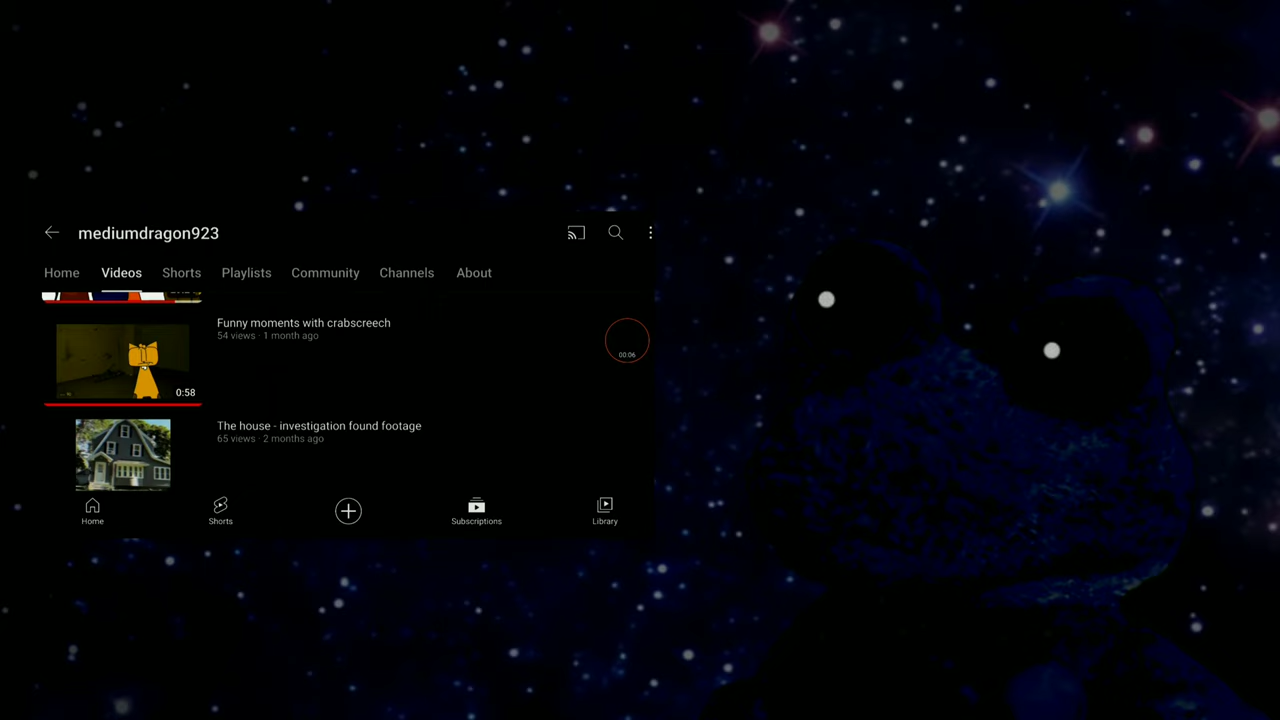 mediumdragon923
Home Videos Shorts Playlists Community Channels About
Funny moments with crabscreech
54 views · 1 month ago
00:06
0:58
The house - investigation found footage
65 views · 2 months ago
Home Shorts Subscriptions Library